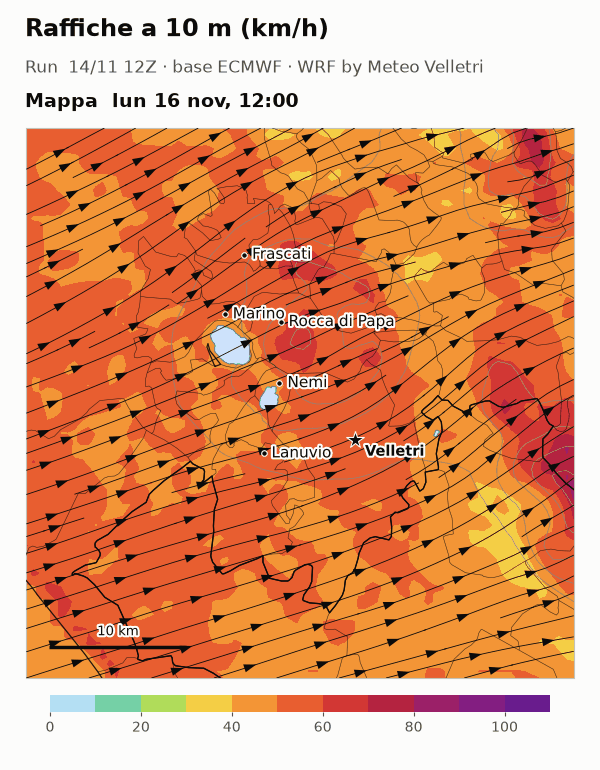 Raffiche a 10 m (km/h)
Run  14/11 12Z · base ECMWF · WRF by Meteo Velletri
Mappa  lun 16 nov, 12:00
Frascati
Marino
Rocca di Papa
Nemi
Velletri
Lanuvio
10 km
0 20 40 60 80 100